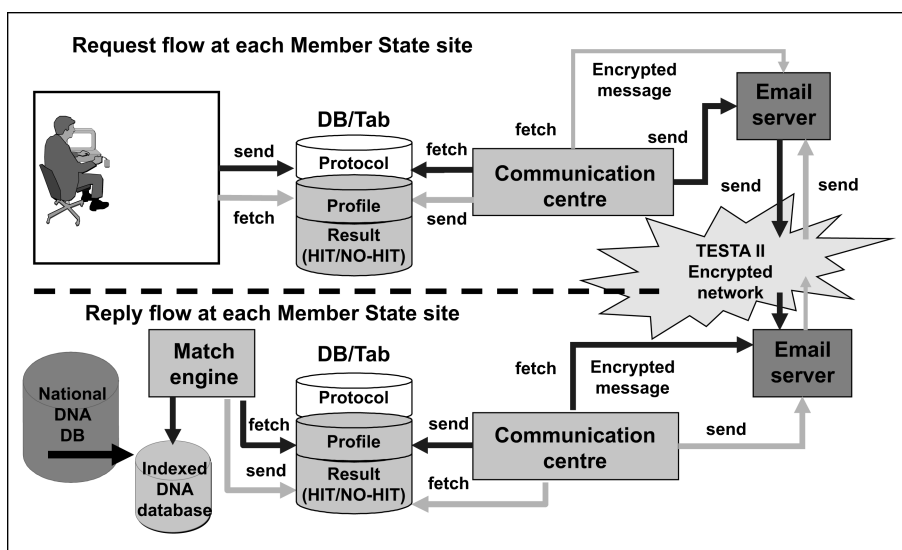 Request flow at each Member State site
Encrypted
message
Email
server
DB/Tab
fetch
send
Protocol
fetch
send
Communication
centre
fetch
Profile
send
Result
(HIT/NO-HIT)
send
send
TESTA II
Encrypted
network
Reply flow at each Member State site
Match
engine
DB/Tab
fetch
Encrypted
message
Email
server
National
DNA
DB
Protocol
fetch
send
Profile
Communication
centre
send
send
Result
(HIT/NO-HIT)
fetch
Indexed
DNA
database